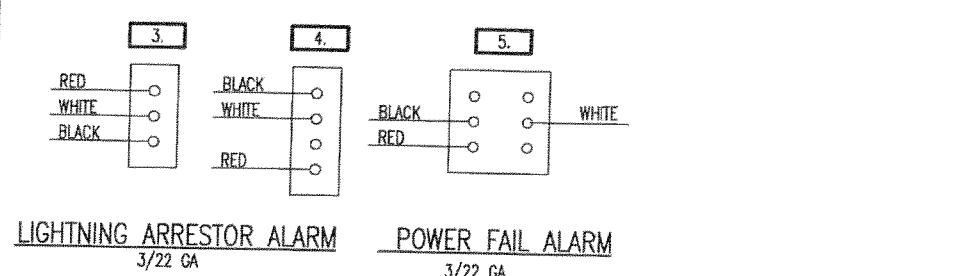 3.
4.
5.
RED
WHITE
BLACK
BLACK
WHITE
RED
BLACK
RED
WHITE
LIGHTNING ARRESTOR ALARM
3/22 GA
POWER FAIL ALARM
3/22 GA